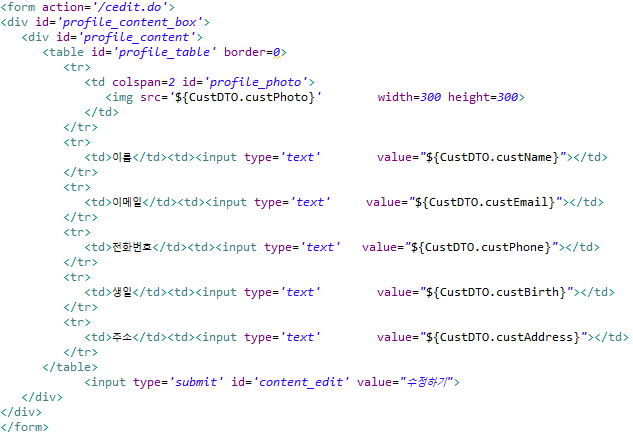 <form action='/cedit.do'>
<div id='profile_content_box'>
<div id='profile_content'>
<table id='profile_table' border=0>
<tr>
<td colspan=2 id='profile_photo'>
<img src='${CustDTO.custPhoto}' width=300 height=300>
</td>
</tr>
<tr>
<td>이름</td><td><input type='text' value="${CustDTO.custName}"></td>
</tr>
<tr>
<td>이메일</td><td><input type='text' value="${CustDTO.custEmail}"></td>
</tr>
<tr>
<td>전화번호</td><td><input type='text' value="${CustDTO.custPhone}"></td>
</tr>
<tr>
<td>생일</td><td><input type='text' value="${CustDTO.custBirth}"></td>
</tr>
<tr>
<td>주소</td><td><input type='text' value="${CustDTO.custAddress}"></td>
</tr>
</table>
<input type='submit' id='content_edit' value="수정하기">
</div>
</div>
</form>